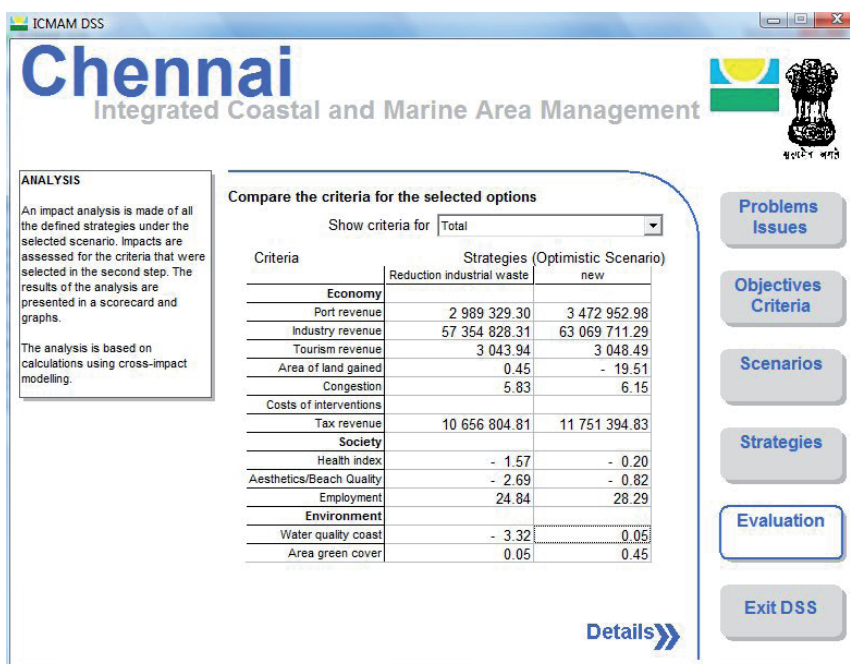 ICMAM DSS
Chennai
Integrated Coastal and Marine Area Management
सत्यमेव जयते
ANALYSIS
An impact analysis is made of all
the defined strategies under the
selected scenario. Impacts are
assessed for the criteria that were
selected in the second step. The
results of the analysis are
presented in a scorecard and
graphs.
The analysis is based on
calculations using cross-impact
modelling.
Compare the criteria for the selected options
Show criteria for Total
Criteria Strategies (Optimistic Scenario)
Reduction industrial waste new
Economy
Port revenue 2 989 329.30 3 472 952.98
Industry revenue 57 354 828.31 63 069 711.29
Tourism revenue 3 043.94 3 048.49
Area of land gained 0.45 - 19.51
Congestion 5.83 6.15
Costs of interventions
Tax revenue 10 656 804.81 11 751 394.83
Society
Health index - 1.57 - 0.20
Aesthetics/Beach Quality - 2.69 - 0.82
Employment 24.84 28.29
Environment
Water quality coast - 3.32 0.05
Area green cover 0.05 0.45
Details
Problems
Issues
Objectives
Criteria
Scenarios
Strategies
Evaluation
Exit DSS